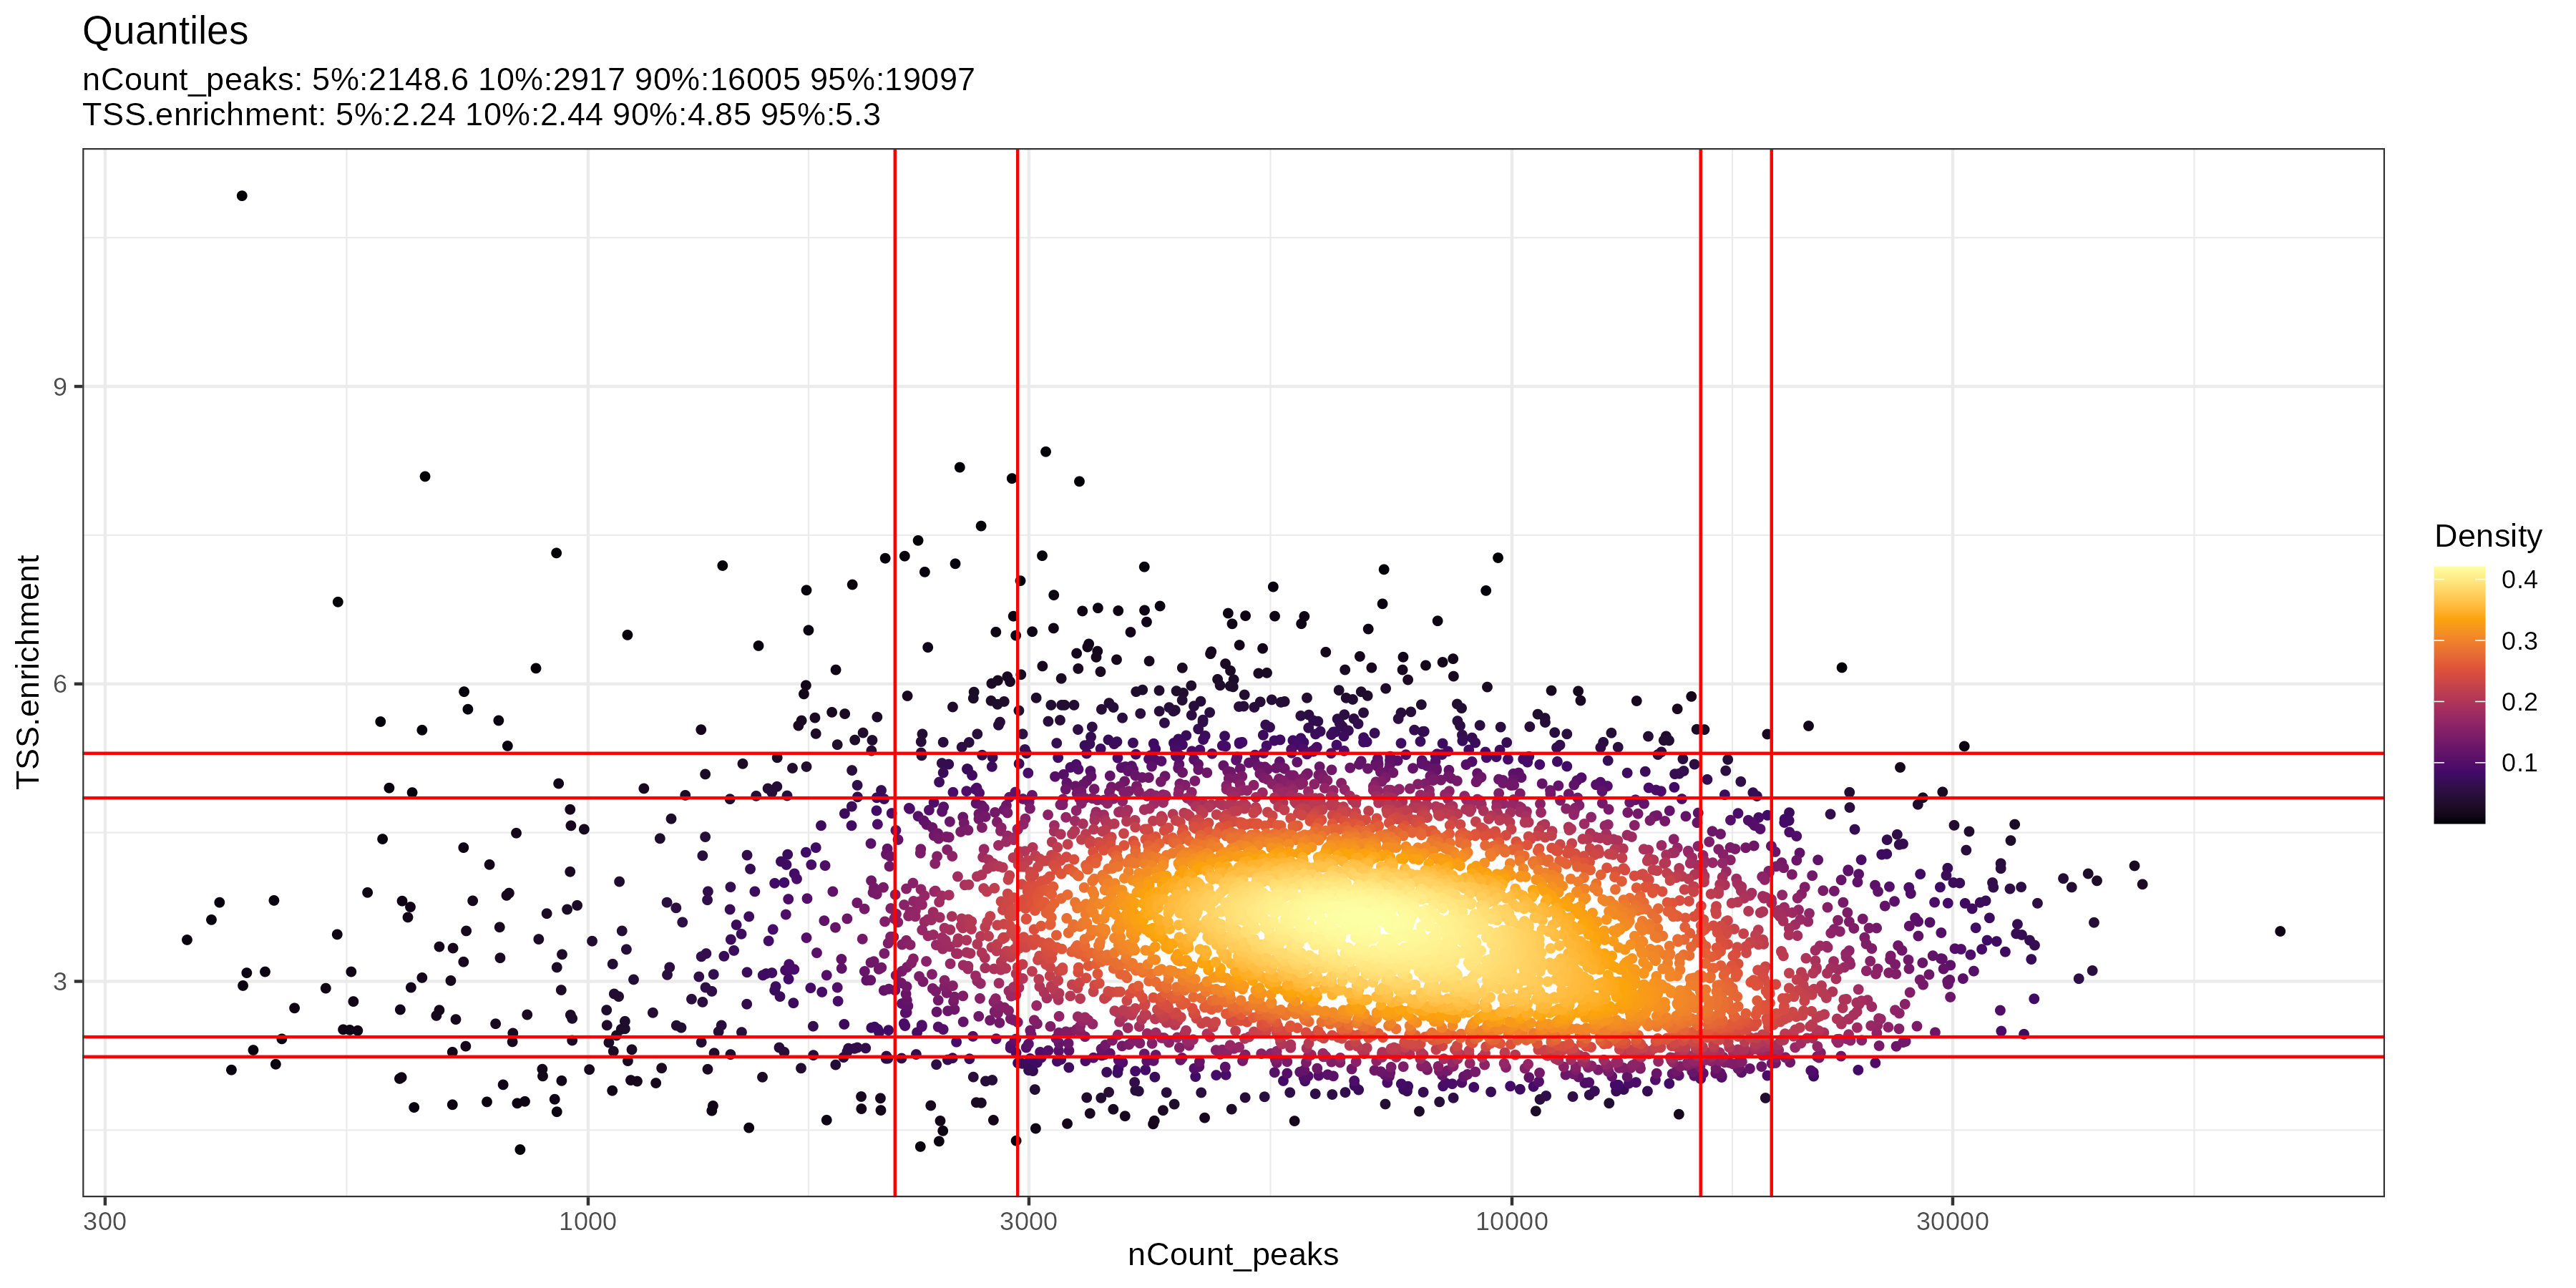 Quantiles
nCount_peaks: 5%:2148.6 10%:2917 90%:16005 95%:19097
TSS.enrichment: 5%:2.24 10%:2.44 90%:4.85 95%:5.3
TSS.enrichment
9
6
3
300 1000 3000 10000 30000
nCount_peaks
Density
0.4
0.3
0.2
0.1